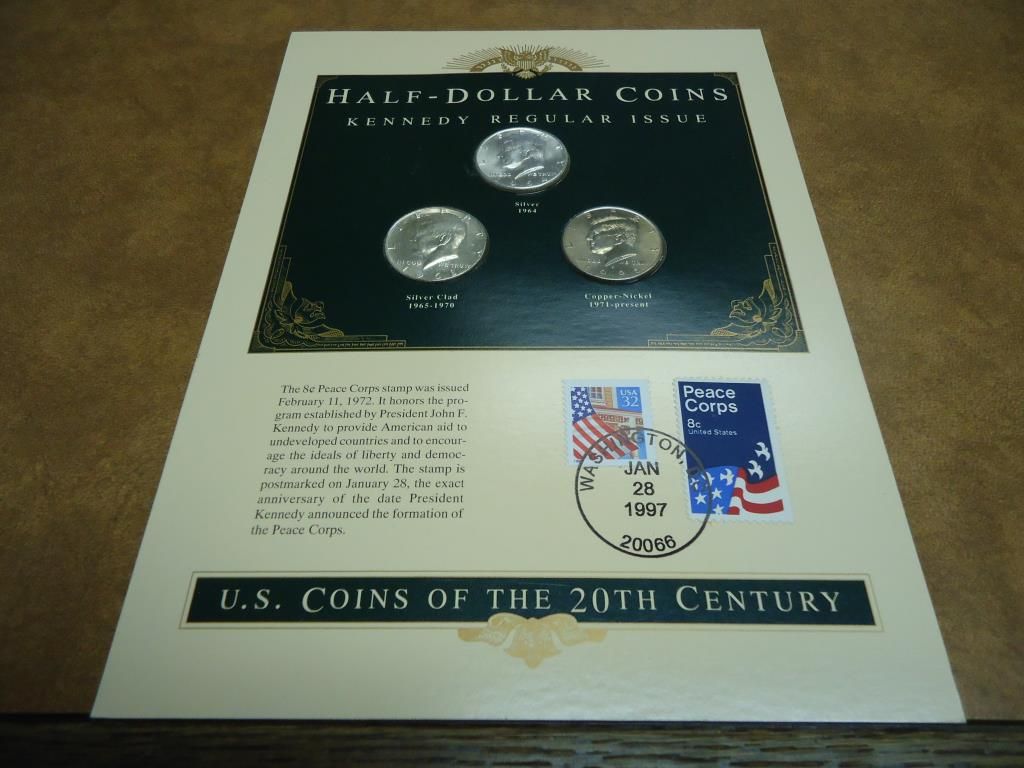 HALF-DOLLAR COINS
KENNEDY REGULAR ISSUE
Silver
1964
Silver Clad
1965-1970
Copper-Nickel
1971-present
The 8¢ Peace Corps stamp was issued
February 11, 1972. It honors the pro-
gram established by President John F.
Kennedy to provide American aid to
undeveloped countries and to encour-
age the ideals of liberty and democ-
racy around the world. The stamp is
postmarked on January 28, the exact
anniversary of the date President
Kennedy announced the formation of
the Peace Corps.
USA
32
Peace
Corps
8c
United States
WASHINGTON,
JAN
28
1997
20066
U.S. COINS OF THE 20TH CENTURY